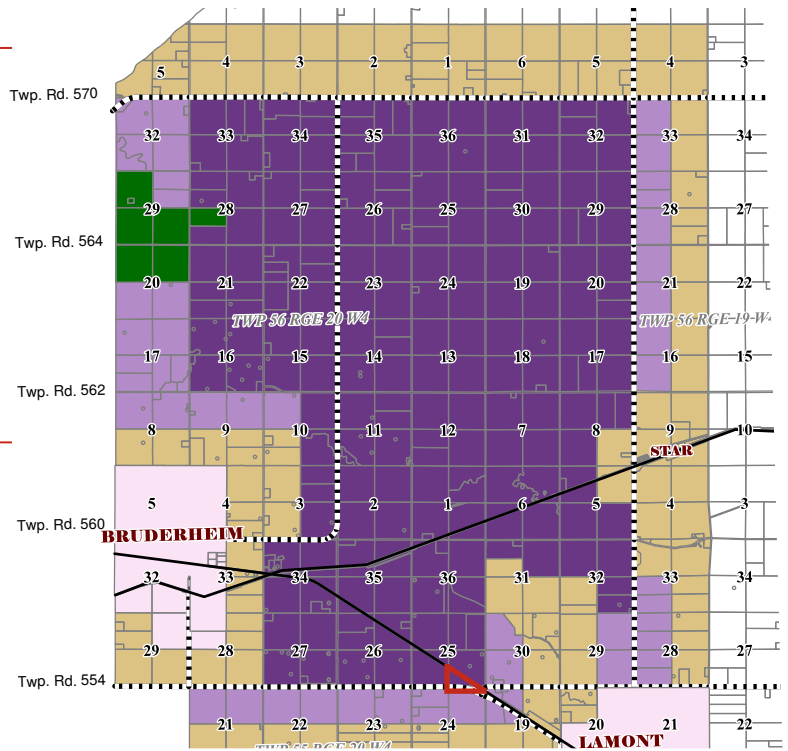 4 3 2 1 6 5 4 3
5
Twp. Rd. 570
32 33 34 35 36 31 32 33 34
29 28 27 26 25 30 29 28 27
Twp. Rd. 564
20 21 22 23 24 19 20 21 22
TWP 56 RGE 20 W4 TWP 56 RGE 19 W4
17 16 15 14 13 18 17 16 15
Twp. Rd. 562
8 9 10 11 12 7 8 9 10
STAR
5 4 3 2 1 6 5 4 3
Twp. Rd. 560
BRUDERHEIM
32 33 34 35 36 31 32 33 34
29 28 27 26 25 30 29 28 27
Twp. Rd. 554
21 22 23 24 19 20 21 22
LAMONT
TWP 55 RGE 20 W4